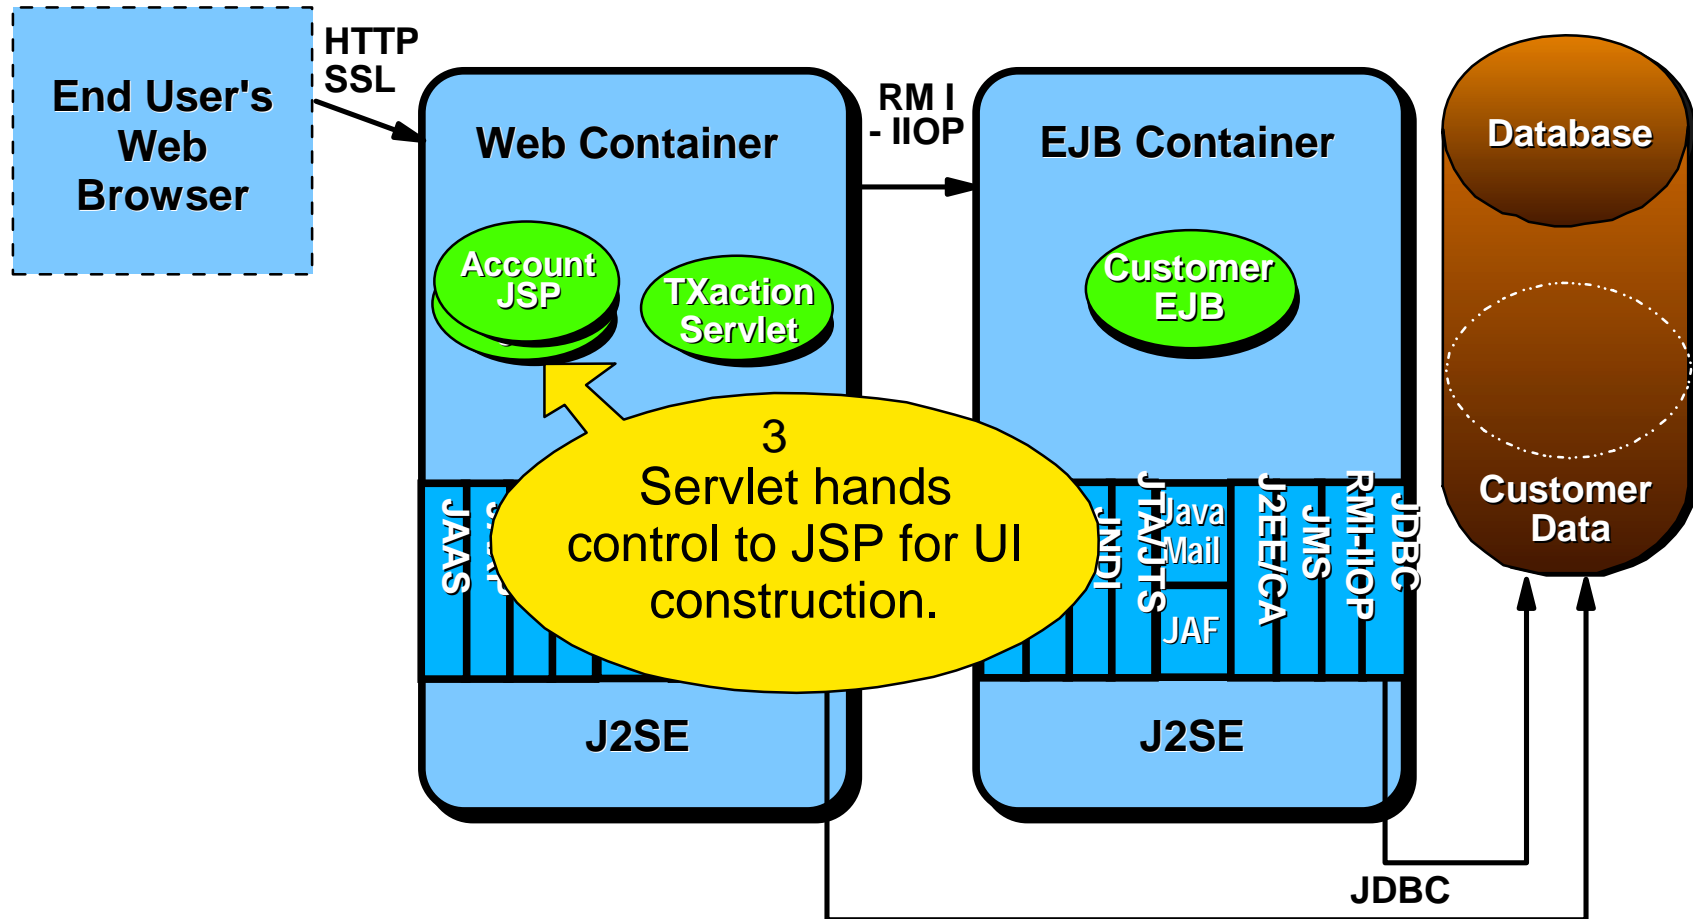 HTTP
SSL
End User's
Web
Browser
Web Container
RM I
- IIOP
EJB Container
Database
Account
JSP
TXaction
Servlet
Customer
EJB
3
Servlet hands
control to JSP for UI
construction.
JAAS
JNDI
JTA/JTS
Java
Mail
JAF
J2EE/CA
JMS
RMI-IIOP
JDBC
Customer
Data
J2SE
J2SE
JDBC